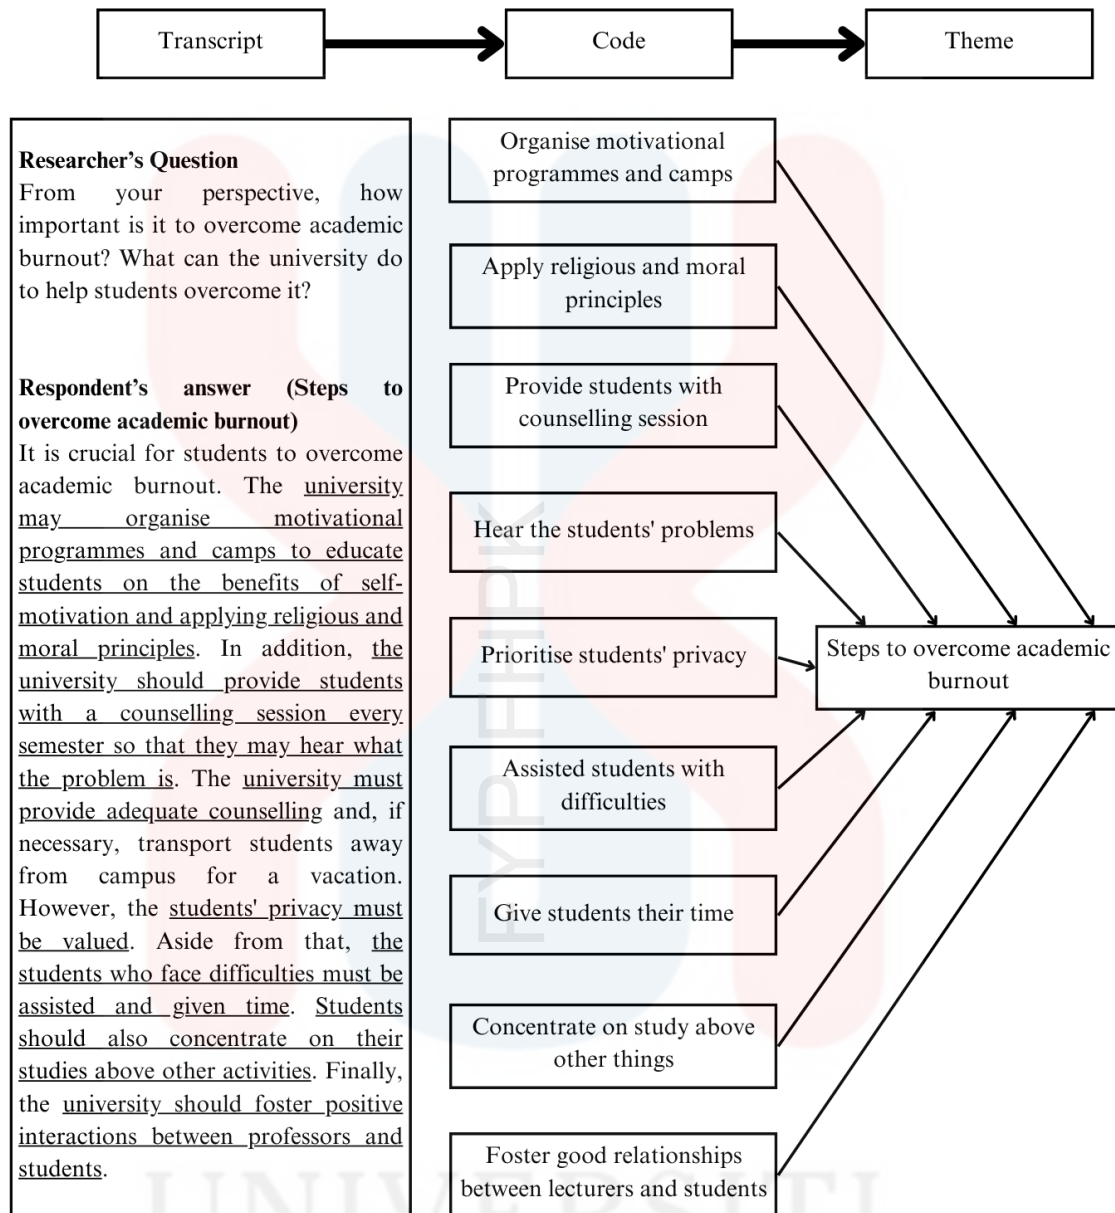 Transcript
Code
Theme
Researcher's Question
From your perspective, how
important is it to overcome academic
burnout? What can the university do
to help students overcome it?
Respondent's answer (Steps to
overcome academic burnout)
It is crucial for students to overcome
academic burnout. The university
may organise motivational
programmes and camps to educate
students on the benefits of self-
motivation and applying religious and
moral principles. In addition, the
university should provide students
with a counselling session every
semester so that they may hear what
the problem is. The university must
provide adequate counselling and, if
necessary, transport students away
from campus for a vacation.
However, the students' privacy must
be valued. Aside from that, the
students who face difficulties must be
assisted and given time. Students
should also concentrate on their
studies above other activities. Finally,
the university should foster positive
interactions between professors and
students.
Organise motivational
programmes and camps
Apply religious and moral
principles
Provide students with
counselling session
Hear the students' problems
Prioritise students' privacy
Assisted students with
difficulties
Give students their time
Concentrate on study above
other things
Foster good relationships
between lecturers and students
Steps to overcome academic
burnout
FYP FHPK
UNIVERSITI